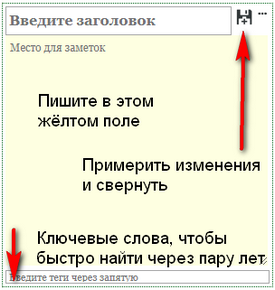 Введите заголовок
Место для заметок
Пишите в этом
жёлтом поле
Примерить изменения
и свернуть
Ключевые слова, чтобы
быстро найти через пару лет
Введите теги через запятую